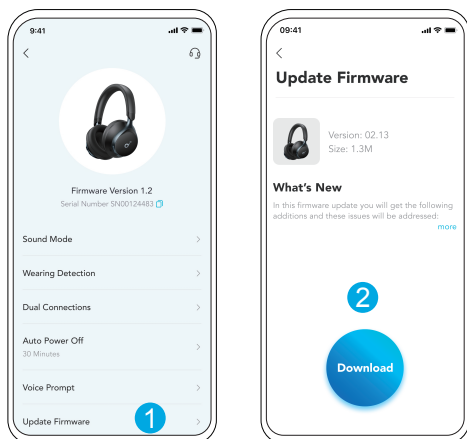 9:41
Firmware Version 1.2
Serial Number SN00124483
Sound Mode
Wearing Detection
Dual Connections
Auto Power Off
30 Minutes
Voice Prompt
Update Firmware
1
09:41
Update Firmware
Version: 02.13
Size: 1.3M
What's New
In this firmware update you will get the following
additions and these issues will be addressed:
more
2
Download